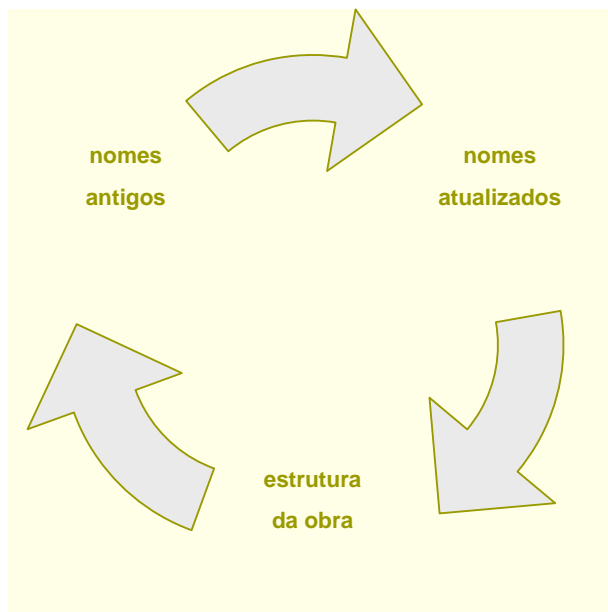 nomes
antigos
nomes
atualizados
estrutura
da obra